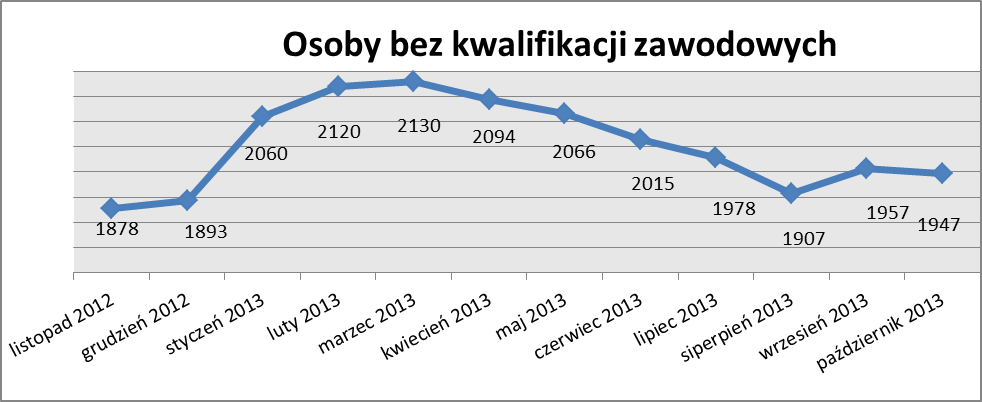 Osoby bez kwalifikacji zawodowych
1878
1893
2060
2120
2130
2094
2066
2015
1978
1907
1957
1947
listopad 2012
grudzień 2012
styczeń 2013
luty 2013
marzec 2013
kwiecień 2013
maj 2013
czerwiec 2013
lipiec 2013
siperpień 2013
wrzesień 2013
październik 2013